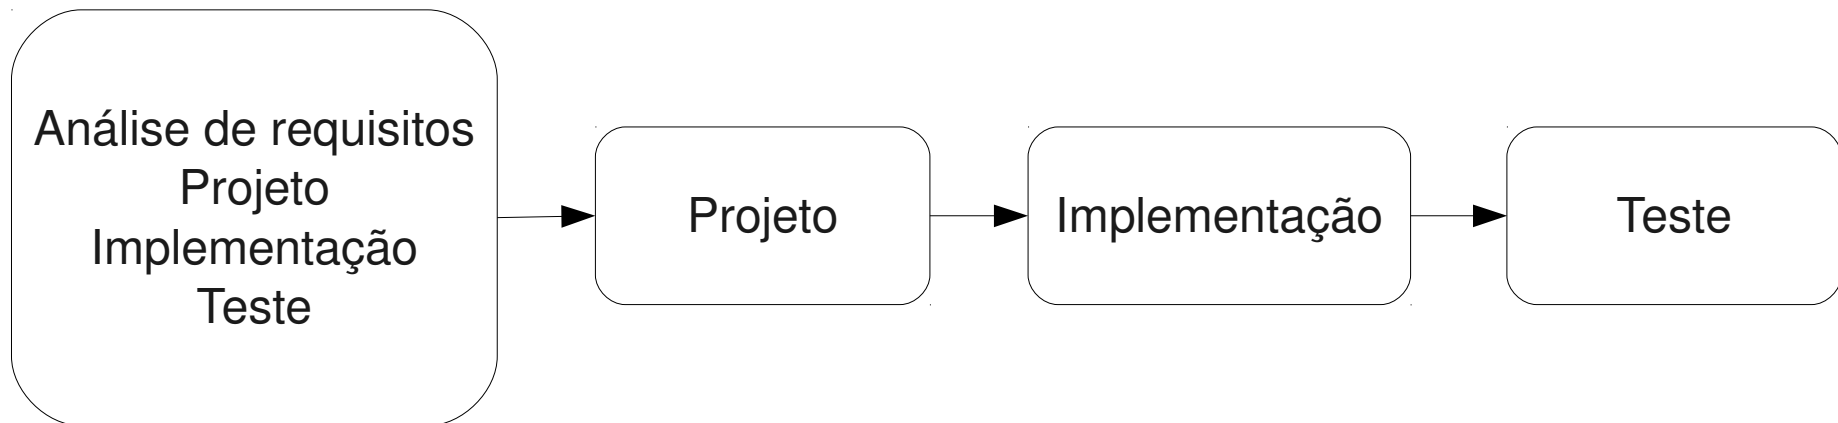 Análise de requisitos
Projeto
Implementação
Teste
Projeto
Implementação
Teste